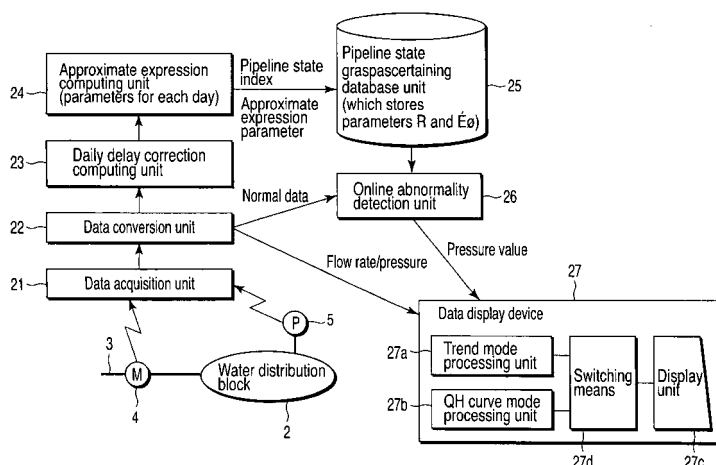 24
Approximate expression
computing unit
(parameters for each day)
Pipeline state
index
Approximate
expression
parameter
Pipeline state
graspascertaining
database unit
(which stores
parameters R and Éø)
25
23
Daily delay correction
computing unit
Normal data
Online abnormality
detection unit
26
22
Data conversion unit
Flow rate/pressure
Pressure value
21
Data acquisition unit
27
Data display device
P
5
3
M
4
Water distribution
block
2
27a
Trend mode
processing unit
27b
QH curve mode
processing unit
Switching
means
27d
Display
unit
27c